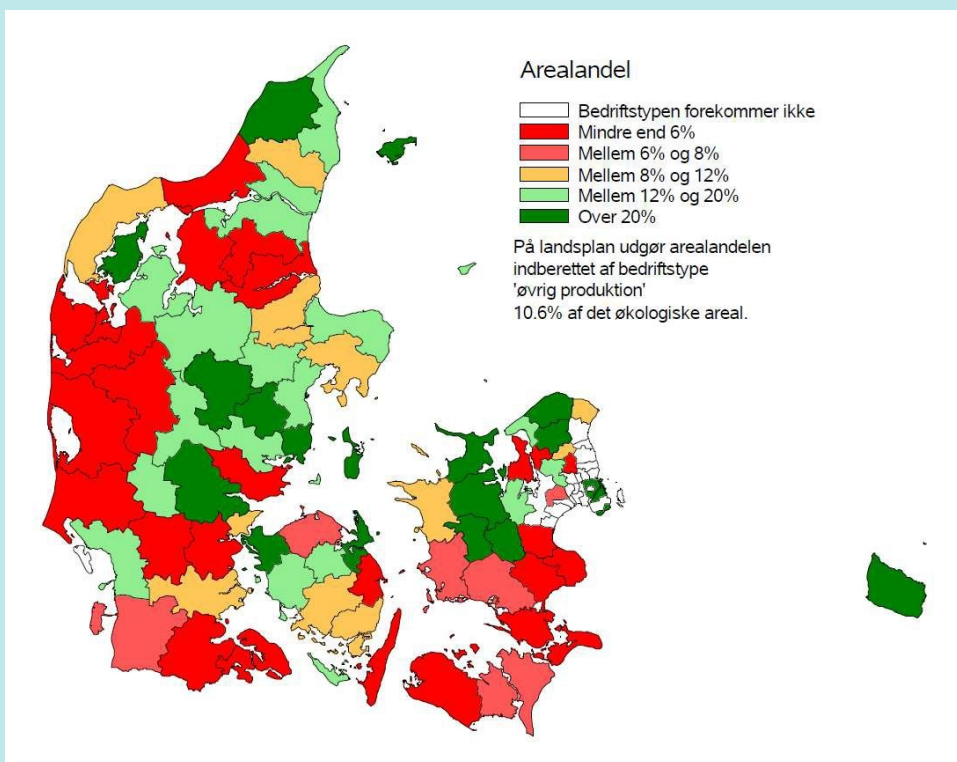 Arealandel
Bedriftstypen forekommer ikke
Mindre end 6%
Mellem 6% og 8%
Mellem 8% og 12%
Mellem 12% og 20%
Over 20%
På landsplan udgør arealandelen
indberettet af bedriftstype
'øvrig produktion'
10.6% af det økologiske areal.